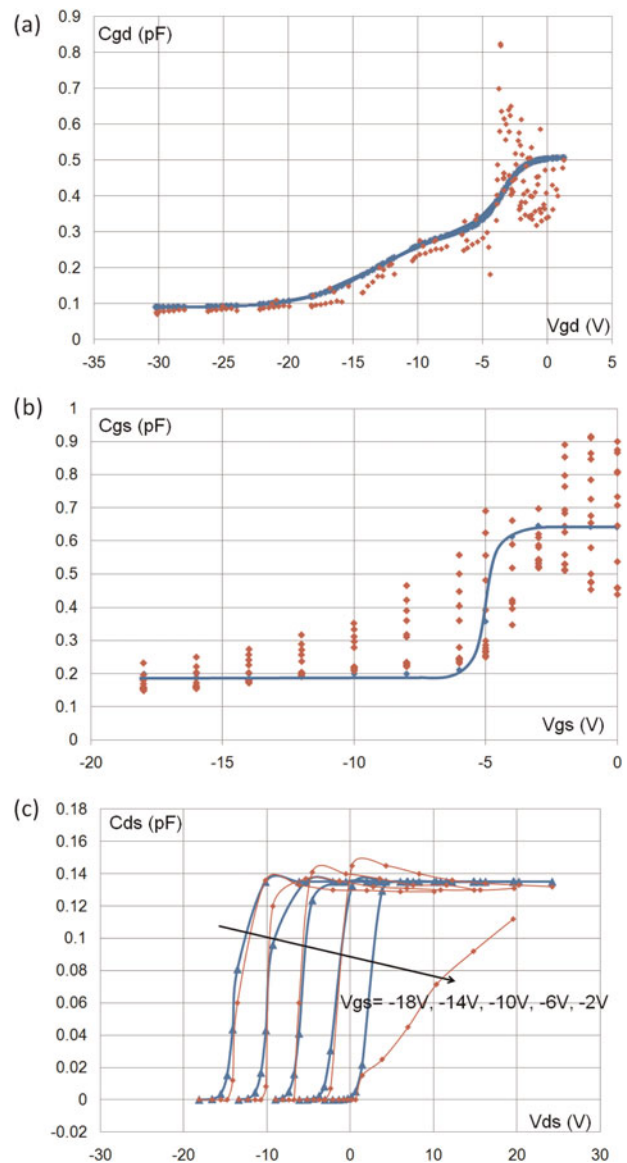 (a)
Cgd (pF)
0.9
0.8
0.7
0.6
0.5
0.4
0.3
0.2
0.1
0
Vgd (V)
-35 -30 -25 -20 -15 -10 -5 0 5
(b)
Cgs (pF)
1
0.9
0.8
0.7
0.6
0.5
0.4
0.3
0.2
0.1
0
Vgs (V)
-20 -15 -10 -5 0
(c)
Cds (pF)
0.18
0.16
0.14
0.12
0.1
0.08
0.06
0.04
0.02
0
-0.02
Vgs= -18V, -14V, -10V, -6V, -2V
Vds (V)
-30 -20 -10 0 10 20 30